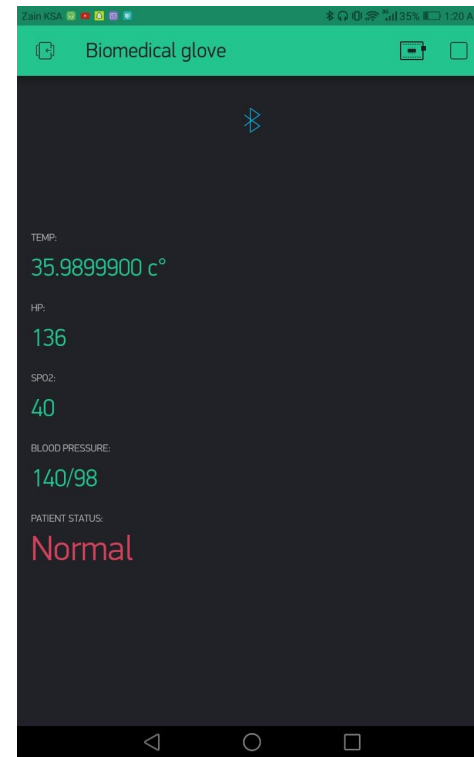 Zain KSA 35% 1:20 A
Biomedical glove
TEMP:
35.9899900 c°
HP:
136
SPO2:
40
BLOOD PRESSURE:
140/98
PATIENT STATUS:
Normal